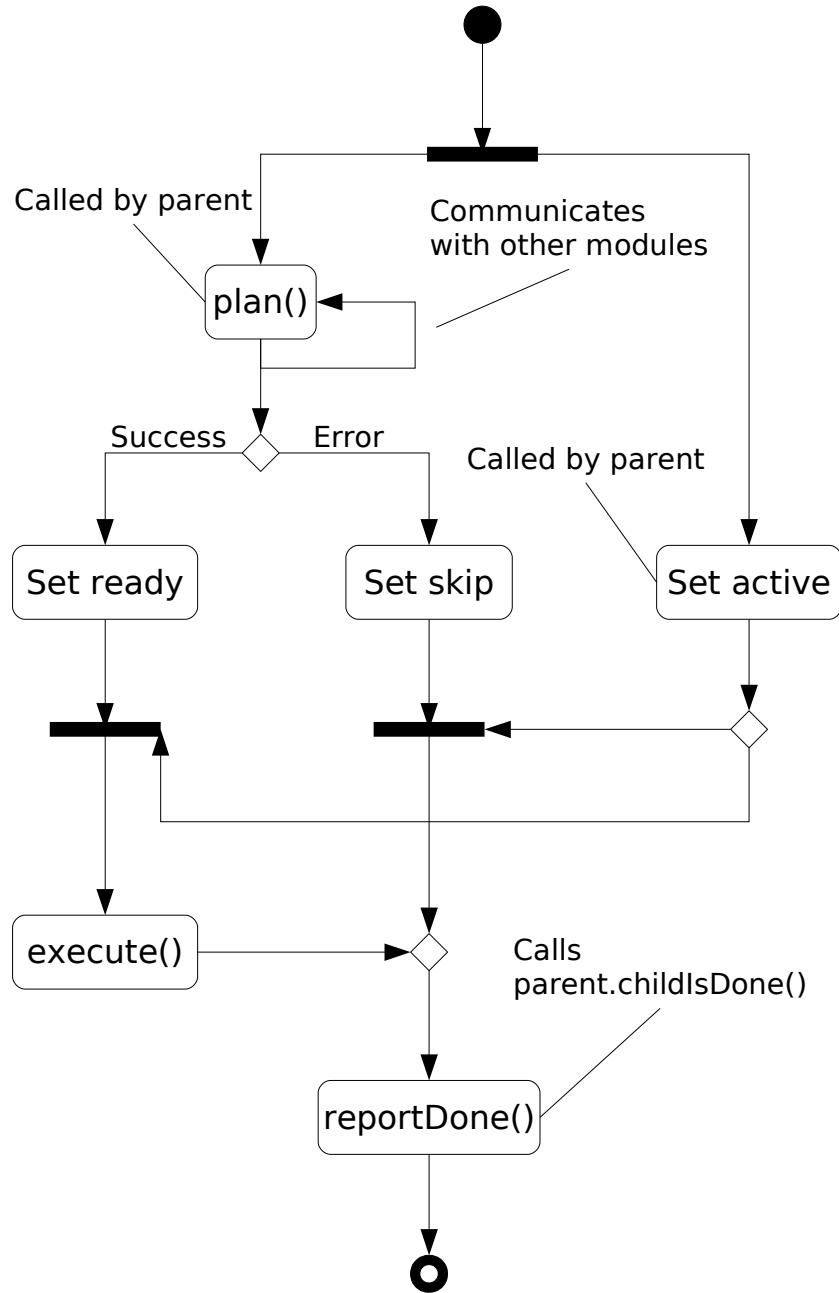 Called by parent
Communicates
with other modules
plan()
Success
Error
Called by parent
Set ready
Set skip
Set active
execute()
Calls
parent.childIsDone()
reportDone()